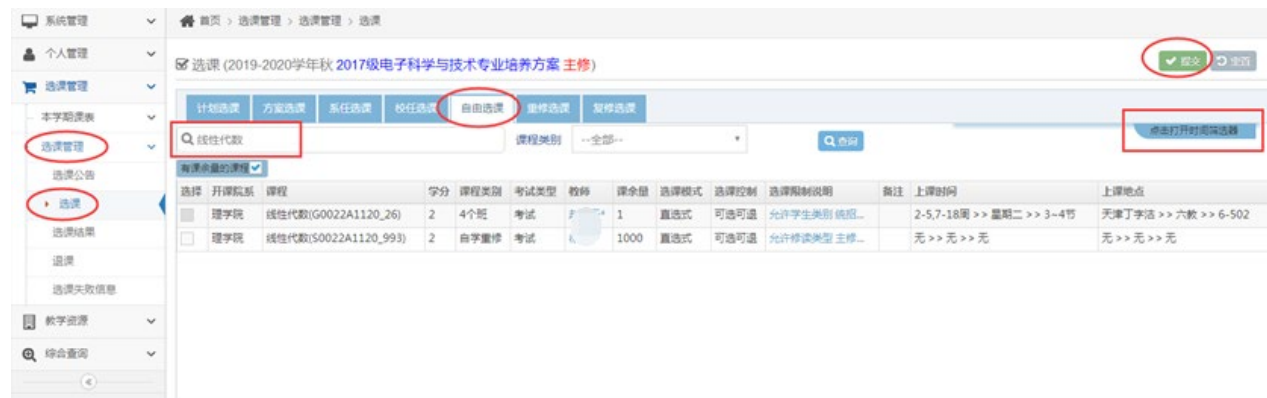 系统管理
个人管理
选课管理
本学期课表
选课管理
选课公告
选课
选课结果
退课
选课失败信息
教学资源
综合查询
首页 > 选课管理 > 选课管理 > 选课
选课 (2019-2020学年秋 2017级电子科学与技术专业培养方案 主修)
提交
计划选课 方案选课 系任选课 校任选课 自由选课 重修选课 复修选课
点击打开时间筛选器
线性代数 课程类别 --全部-- 查询
有课余量的课程
选择 开课院系 课程 学分 课程类别 考试类型 教师 课余量 选课模式 选课控制 选课限制说明 备注 上课时间 上课地点
理学院 线性代数(G0022A1120_26) 2 4个班 考试 1 直选式 可选可退 允许学生类别 统招... 2-5,7-18周 >> 星期二 >> 3~4节 天津丁字沽 >> 六教 >> 6-502
理学院 线性代数(S0022A1120_993) 2 自学重修 考试 1000 直选式 可选可退 允许修读类型 主修... 无 >> 无 >> 无 无 >> 无 >> 无